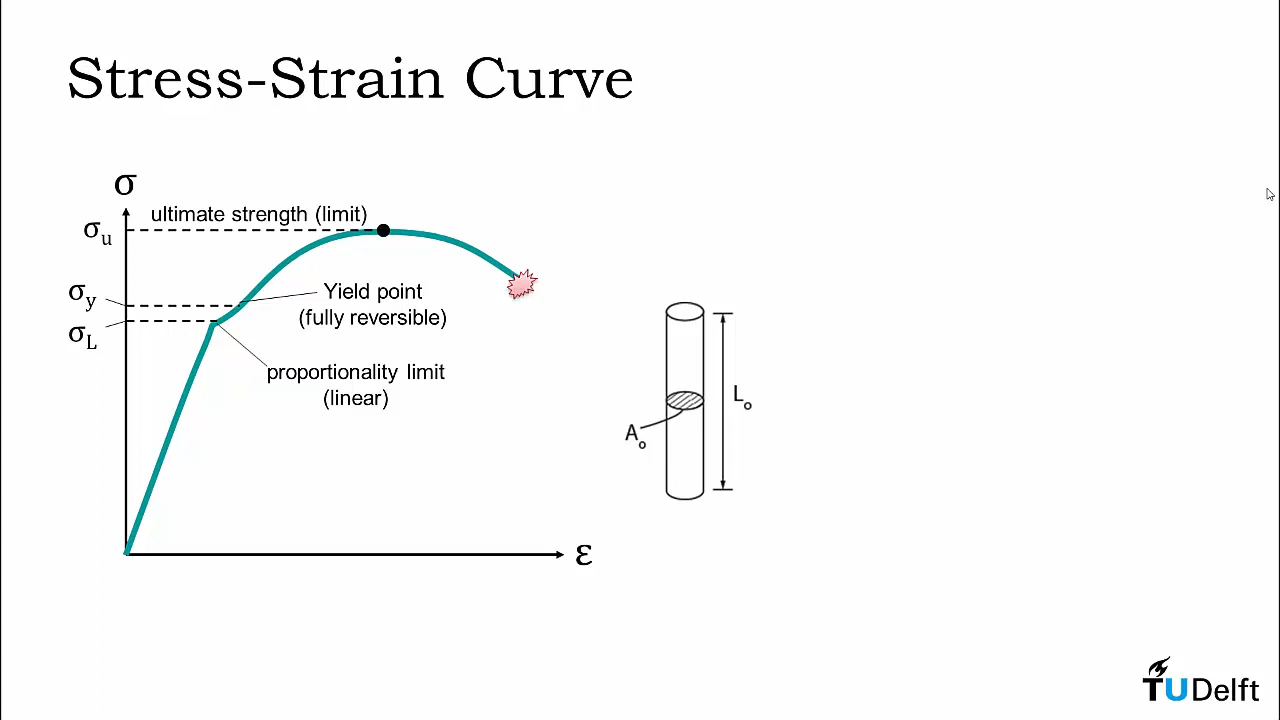 Stress-Strain Curve
σ
ultimate strength (limit)
σu
σy
Yield point
(fully reversible)
σL
proportionality limit
(linear)
ε
Lo
Ao
TUDelft